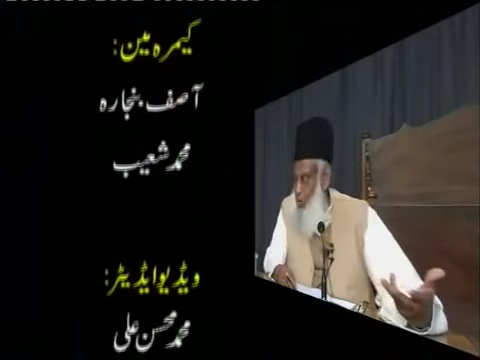 کیمرہ مین:
آصف بنجارہ
محمد شعیب
ویڈیو ایڈیٹر:
محمد محسن علی